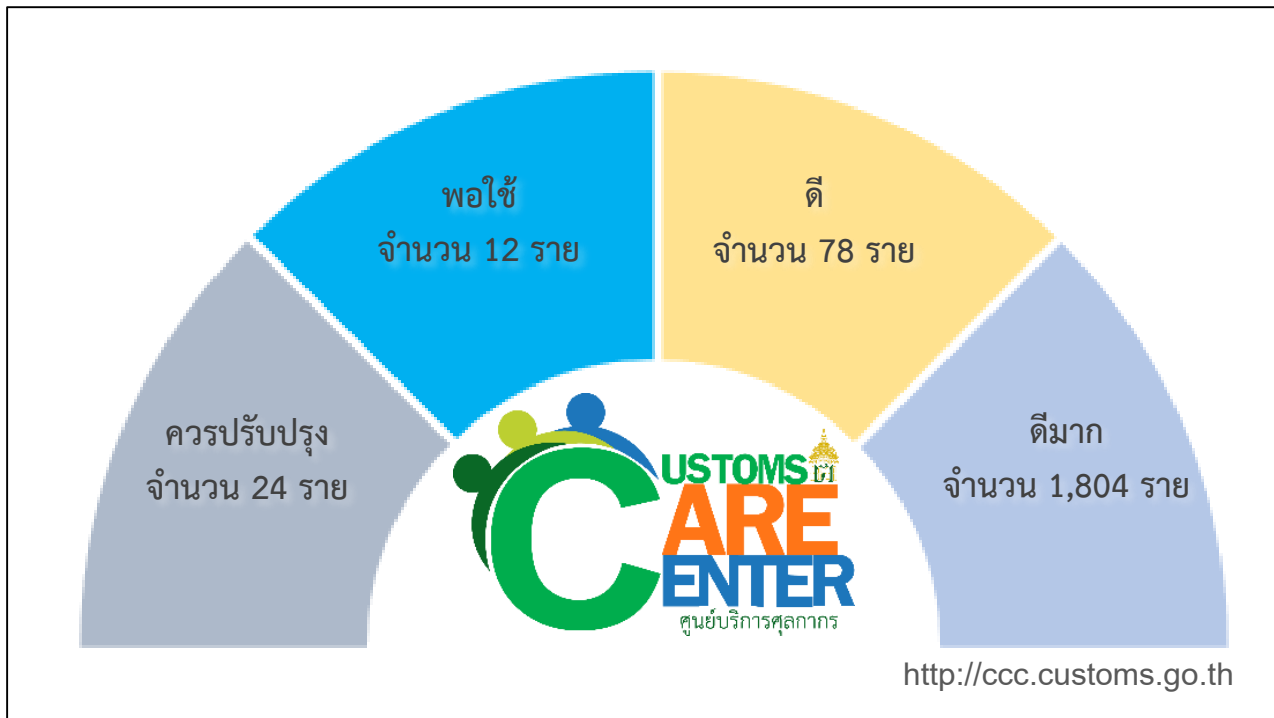 พอใช้
จำนวน 12 ราย
ดี
จำนวน 78 ราย
ควรปรับปรุง
จำนวน 24 ราย
ดีมาก
จำนวน 1,804 ราย
CUSTOMS
CARE
CENTER
ศูนย์บริการศุลกากร
http://ccc.customs.go.th